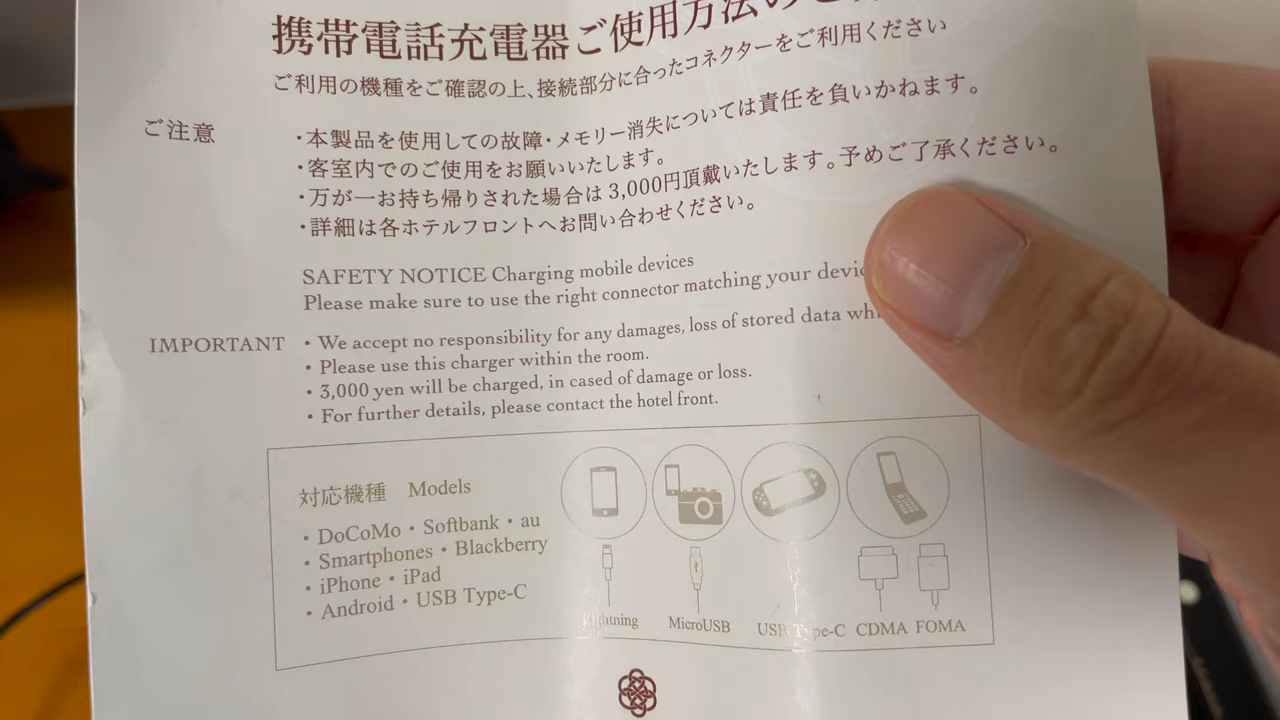 携帯電話充電器ご使用方法の
ご利用の機種をご確認の上、接続部分に合ったコネクターをご利用ください
ご注意
・本製品を使用しての故障・メモリー消失については責任を負いかねます。
・客室内でのご使用をお願いいたします。
・万が一お持ち帰りされた場合は 3,000円頂戴いたします。予めご了承ください。
・詳細は各ホテルフロントへお問い合わせください。
SAFETY NOTICE Charging mobile devices
Please make sure to use the right connector matching your
IMPORTANT
• We accept no responsibility for any damages, loss of stored data
• Please use this charger within the room.
• 3,000 yen will be charged, in cased of damage or loss.
• For further details, please contact the hotel front.
対応機種 Models
• DoCoMo・Softbank・au
• Smartphones・Blackberry
• iPhone・iPad
• Android・USB Type-C
Lightning MicroUSB USB Type-C CDMA FOMA